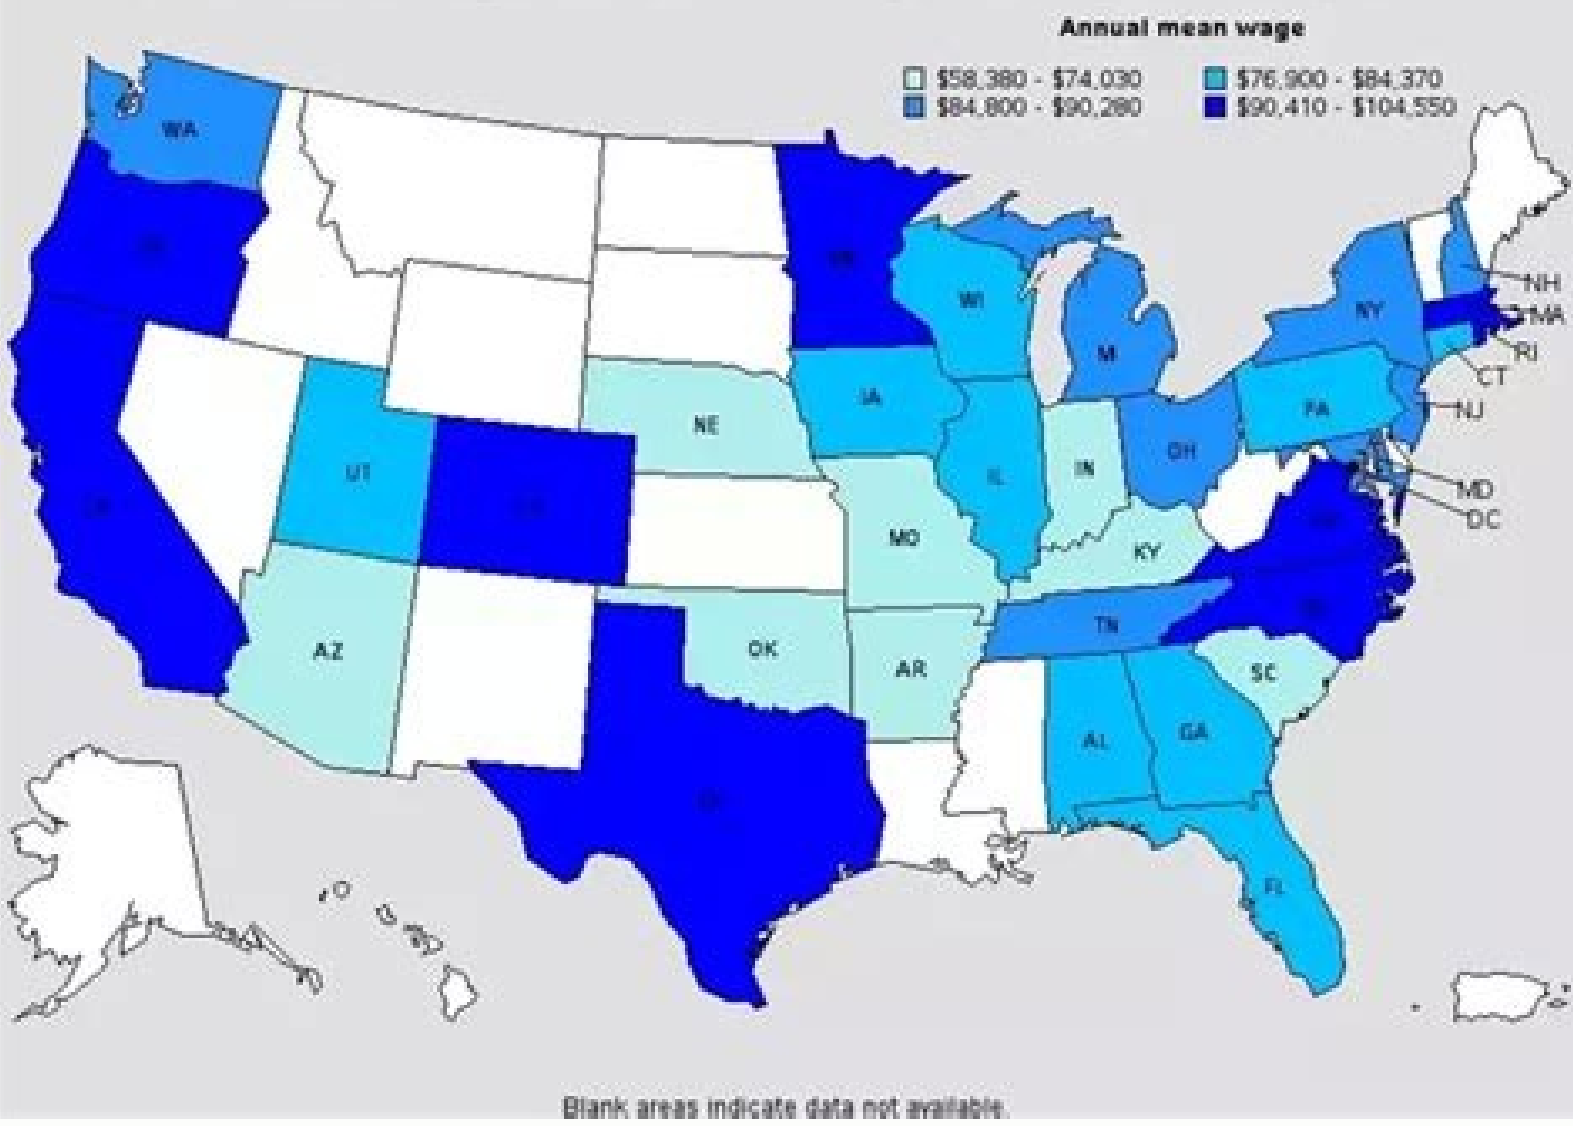 Annual mean wage
$58,380 - $74,030 $76,900 - $84,370
$84,800 - $90,280 $90,410 - $104,550
WA
NH
WI
NY
MA
M
RI
CT
IA
PA
NJ
NE
OH
UT
IL
IN
MD
DC
MO
KY
TN
AZ
OK
AR
SC
AL
GA
FL
Blank areas indicate data not available.